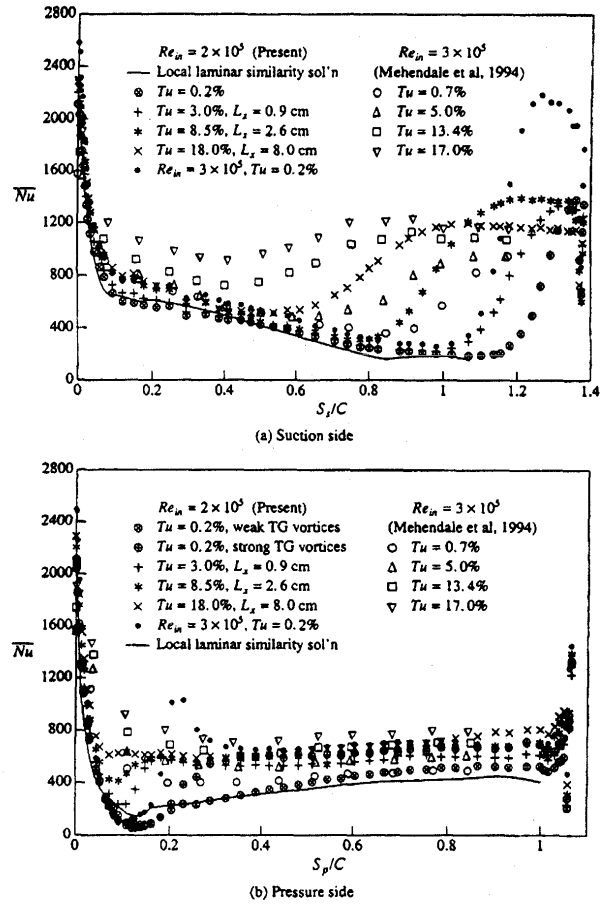 2800
2400
2000
1600
1200
800
400
0
Nu
Re_in = 2 × 10^5 (Present)
Local laminar similarity sol'n
Tu = 0.2%
Tu = 3.0%, L_x = 0.9 cm
Tu = 8.5%, L_x = 2.6 cm
Tu = 18.0%, L_x = 8.0 cm
Re_in = 3 × 10^5, Tu = 0.2%
Re_in = 3 × 10^5
(Mehendale et al, 1994)
Tu = 0.7%
Tu = 5.0%
Tu = 13.4%
Tu = 17.0%
0 0.2 0.4 0.6 0.8 1 1.2 1.4
S_s/C
(a) Suction side
2800
2400
2000
1600
1200
800
400
0
Nu
Re_in = 2 × 10^5 (Present)
Tu = 0.2%, weak TG vortices
Tu = 0.2%, strong TG vortices
Tu = 3.0%, L_x = 0.9 cm
Tu = 8.5%, L_x = 2.6 cm
Tu = 18.0%, L_x = 8.0 cm
Re_in = 3 × 10^5, Tu = 0.2%
Local laminar similarity sol'n
Re_in = 3 × 10^5
(Mehendale et al, 1994)
Tu = 0.7%
Tu = 5.0%
Tu = 13.4%
Tu = 17.0%
0 0.2 0.4 0.6 0.8 1
S_p/C
(b) Pressure side